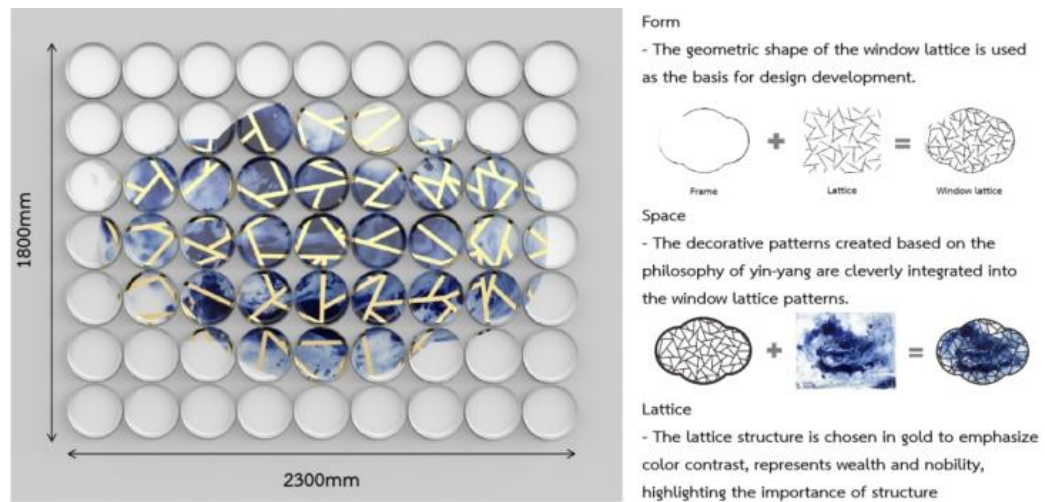 1800mm
2300mm
Form
- The geometric shape of the window lattice is used
as the basis for design development.
Frame
Lattice
Window lattice
Space
- The decorative patterns created based on the
philosophy of yin-yang are cleverly integrated into
the window lattice patterns.
Lattice
- The lattice structure is chosen in gold to emphasize
color contrast, represents wealth and nobility,
highlighting the importance of structure